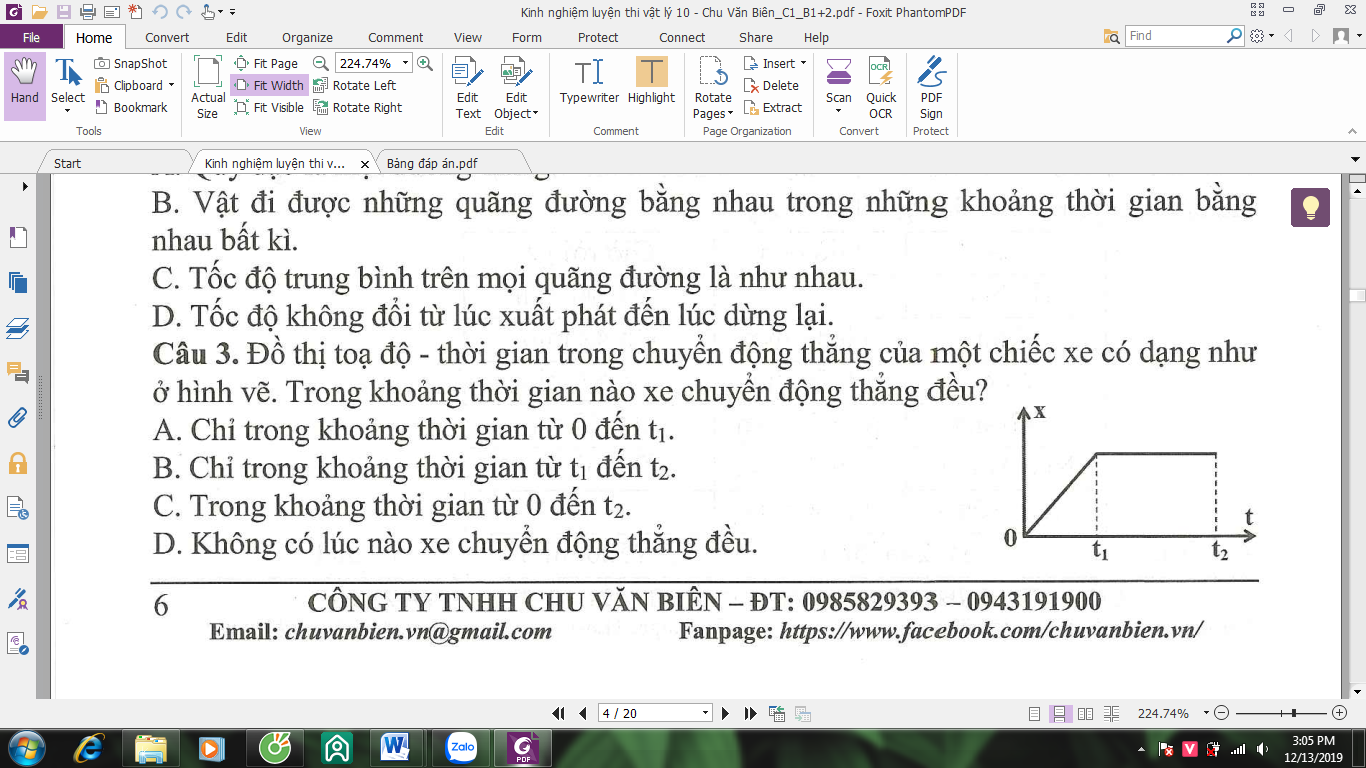 Kinh nghiệm luyện thi vật lý 10 - Chu Văn Biên_C1_B1+2.pdf - Foxit PhantomPDF
File Home Convert Edit Organize Comment View Form Protect Connect Share Help Find
Hand
Select
SnapShot
Clipboard
Bookmark
Tools
Actual Size
Fit Page
Fit Width
Fit Visible
224.74%
Rotate Left
Rotate Right
View
Edit Text
Edit Object
Edit
Typewriter
Highlight
Comment
Rotate Pages
Insert
Delete
Extract
Page Organization
Scan
Quick OCR
Convert
PDF Sign
Protect
Start
Kinh nghiệm luyện thi v... x
Bảng đáp án.pdf
B. Vật đi được những quãng đường bằng nhau trong những khoảng thời gian bằng
nhau bất kì.
C. Tốc độ trung bình trên mọi quãng đường là như nhau.
D. Tốc độ không đổi từ lúc xuất phát đến lúc dừng lại.
Câu 3. Đồ thị toạ độ - thời gian trong chuyển động thẳng của một chiếc xe có dạng như
ở hình vẽ. Trong khoảng thời gian nào xe chuyển động thẳng đều?
A. Chỉ trong khoảng thời gian từ 0 đến t₁.
B. Chỉ trong khoảng thời gian từ t₁ đến t₂.
C. Trong khoảng thời gian từ 0 đến t₂.
D. Không có lúc nào xe chuyển động thẳng đều.
x
t
0
t₁
t₂
6 CÔNG TY TNHH CHU VĂN BIÊN – ĐT: 0985829393 – 0943191900
Email: chuvanbien.vn@gmail.com Fanpage: https://www.facebook.com/chuvanbien.vn/
4 / 20
224.74%
Zalo
PDF
3:05 PM
12/13/2019